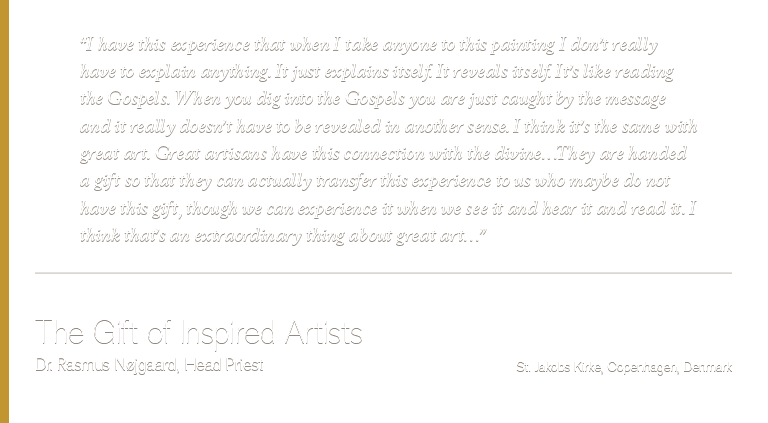 “I have this experience that when I take anyone to this painting I don’t really
have to explain anything. It just explains itself. It reveals itself. It’s like reading
the Gospels. When you dig into the Gospels you are just caught by the message
and it really doesn’t have to be revealed in another sense. I think it’s the same with
great art. Great artisans have this connection with the divine…They are handed
a gift so that they can actually transfer this experience to us who maybe do not
have this gift, though we can experience it when we see it and hear it and read it. I
think that’s an extraordinary thing about great art…”
The Gift of Inspired Artists
Dr. Rasmus Nøjgaard, Head Priest
St. Jakobs Kirke, Copenhagen, Denmark